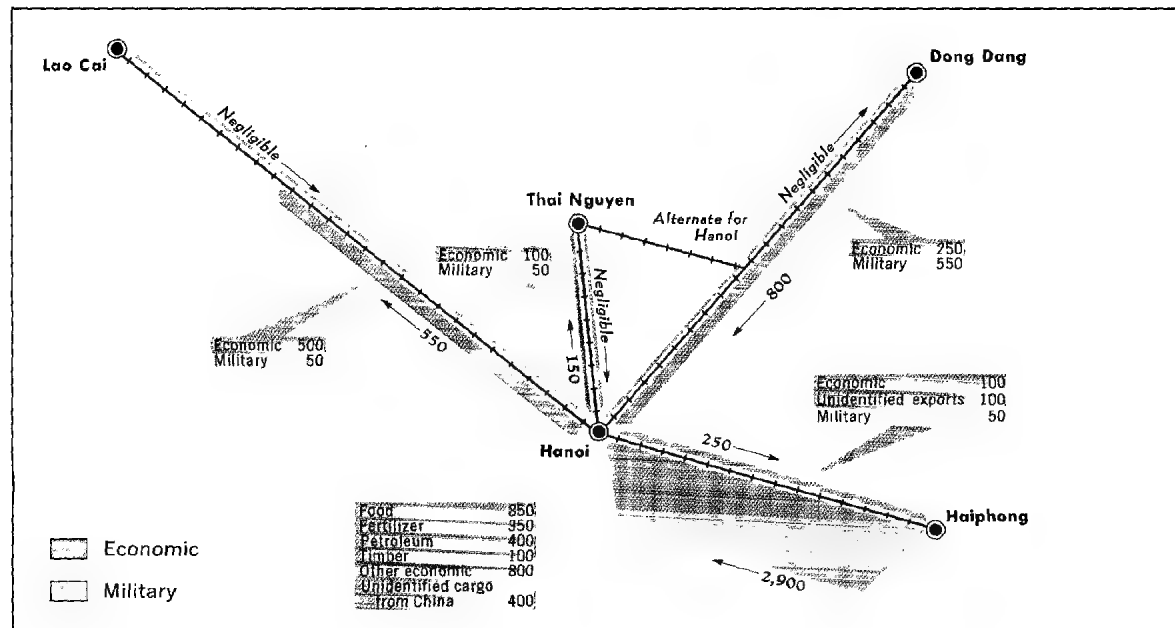 Lao Cai
Dong Dang
Negligible
Negligible
Thai Nguyen
Alternate for
Hanoi
Economic 100
Military 50
Economic 250
Military 550
Negligible
800
550
150
Economic 500
Military 50
Economic 100
Unidentified exports 100
Military 50
Hanoi
250
Haiphong
Food 850
Fertilizer 350
Petroleum 400
Timber 100
Other economic 800
Unidentified cargo
from China 400
2,900
Economic
Military